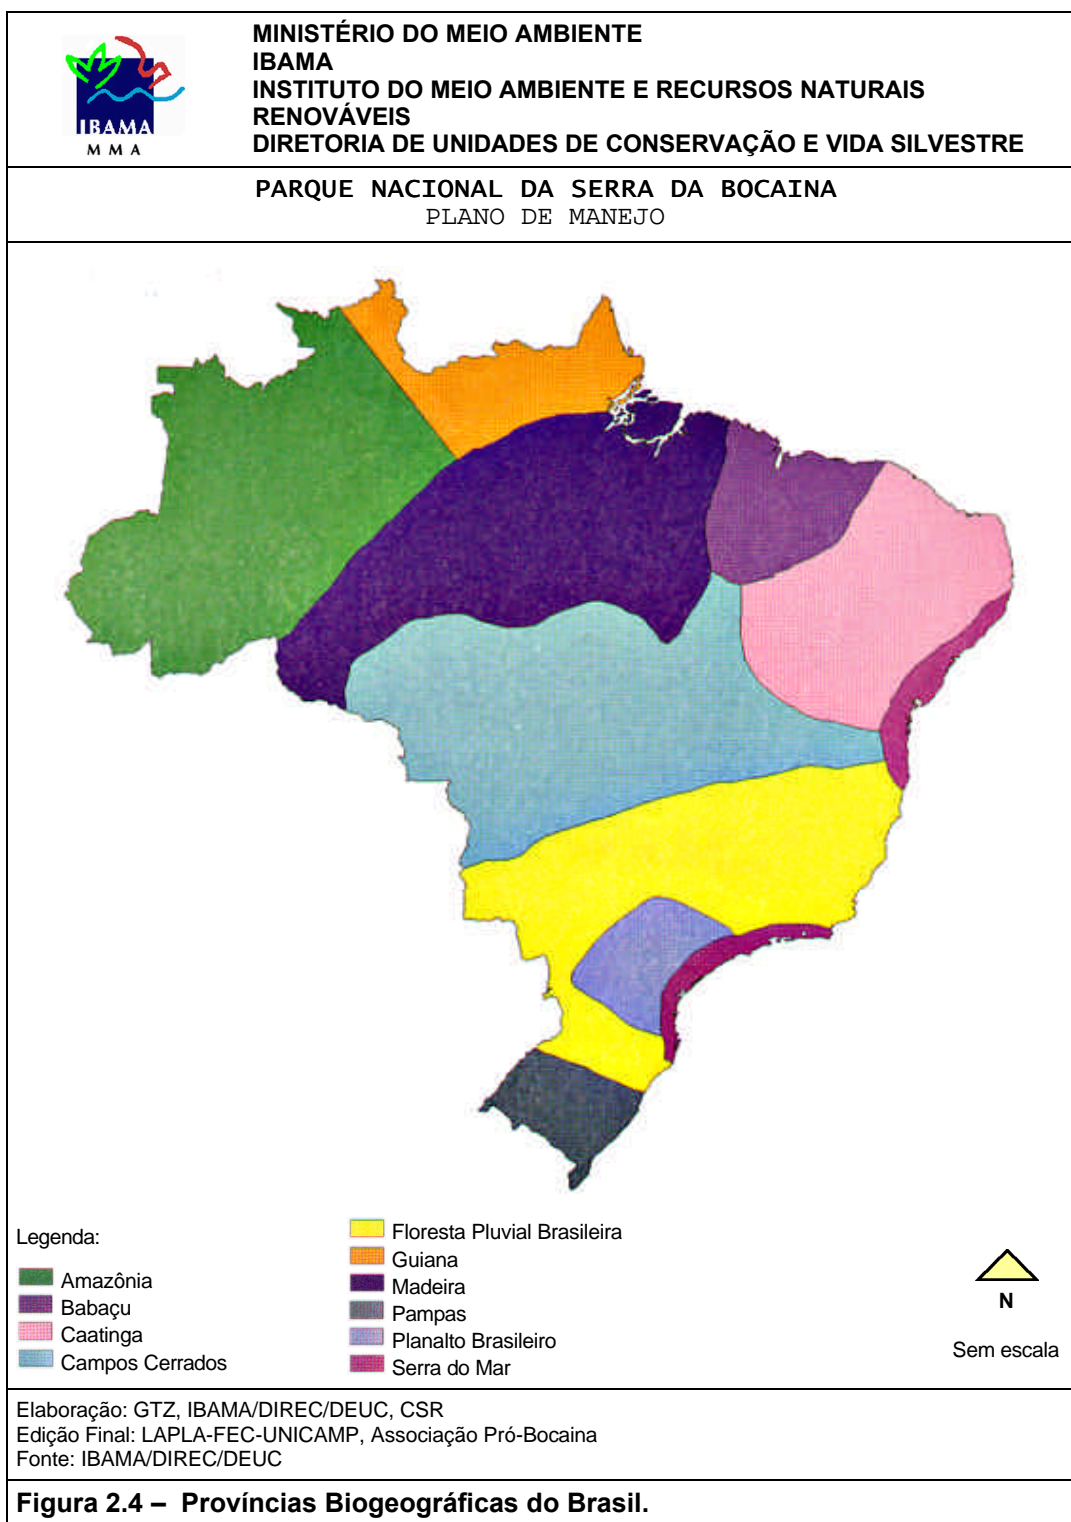 IBAMA
M M A
MINISTÉRIO DO MEIO AMBIENTE
IBAMA
INSTITUTO DO MEIO AMBIENTE E RECURSOS NATURAIS
RENOVÁVEIS
DIRETORIA DE UNIDADES DE CONSERVAÇÃO E VIDA SILVESTRE
PARQUE NACIONAL DA SERRA DA BOCAINA
PLANO DE MANEJO
Legenda:
Amazônia
Babaçu
Caatinga
Campos Cerrados
Floresta Pluvial Brasileira
Guiana
Madeira
Pampas
Planalto Brasileiro
Serra do Mar
N
Sem escala
Elaboração: GTZ, IBAMA/DIREC/DEUC, CSR
Edição Final: LAPLA-FEC-UNICAMP, Associação Pró-Bocaina
Fonte: IBAMA/DIREC/DEUC
Figura 2.4 – Províncias Biogeográficas do Brasil.